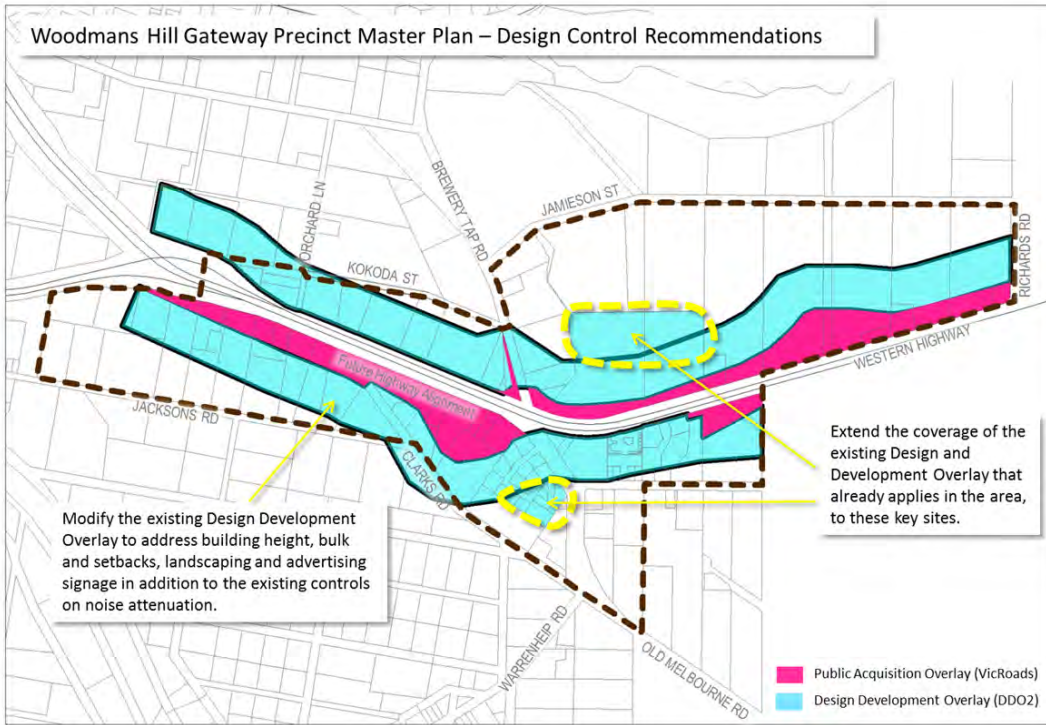 Woodmans Hill Gateway Precinct Master Plan – Design Control Recommendations
ORCHARD LN
BREWERY TAP RD
JAMIESON ST
KOKODA ST
RICHARDS RD
WESTERN HIGHWAY
Future Highway Alignment
JACKSONS RD
CLARKS RD
Extend the coverage of the
existing Design and
Development Overlay that
already applies in the area,
to these key sites.
Modify the existing Design Development
Overlay to address building height, bulk
and setbacks, landscaping and advertising
signage in addition to the existing controls
on noise attenuation.
WARRENHEIP RD
OLD MELBOURNE RD
Public Acquisition Overlay (VicRoads)
Design Development Overlay (DDO2)